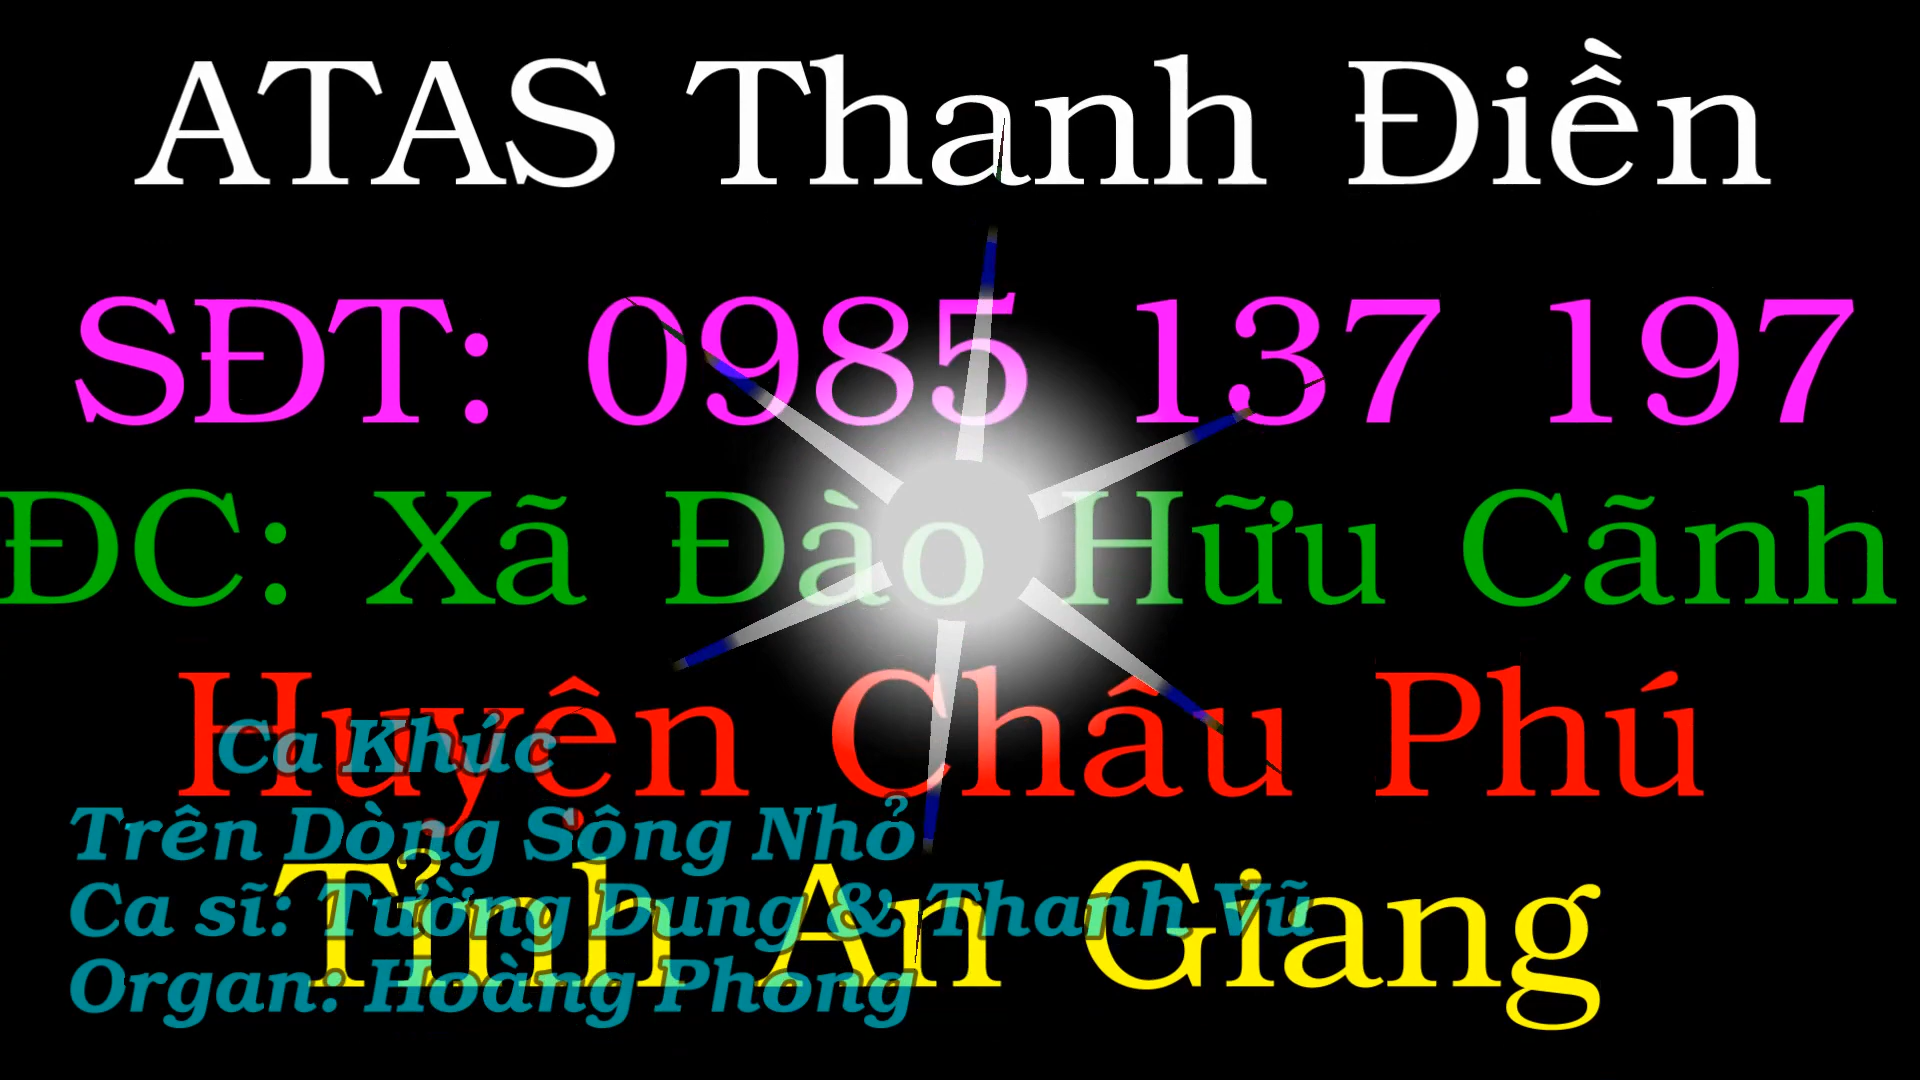 ATAS Thanh Điền
SĐT: 0985 137 197
ĐC: Xã Đào Hữu Cãnh
Huyện Châu Phú
Ca Khúc
Trên Dòng Sông Nhỏ
Tỉnh An Giang
Ca sĩ: Tường Dung & Thanh Vũ
Organ: Hoàng Phong